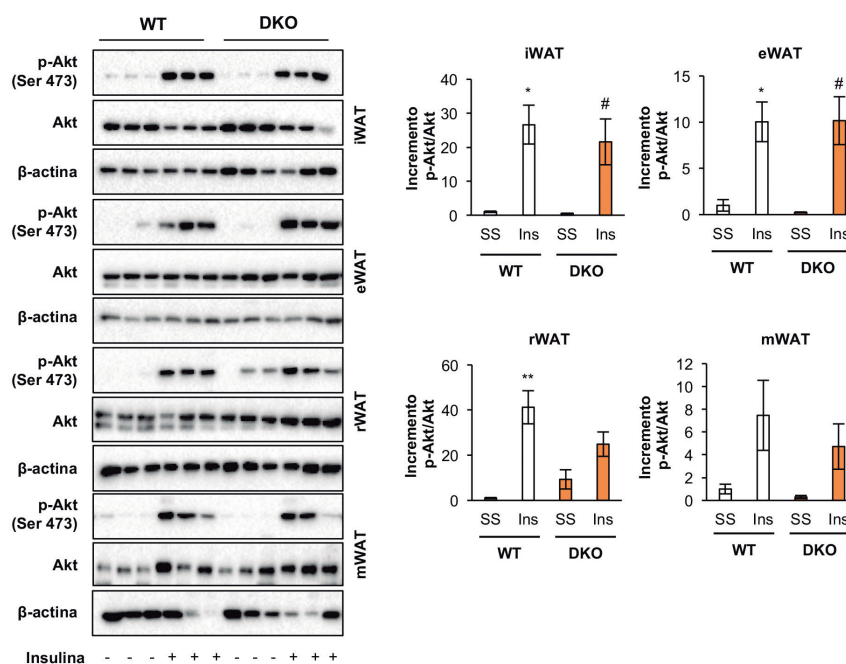 WT DKO
p-Akt
(Ser 473)
Akt
β-actina
iWAT
p-Akt
(Ser 473)
Akt
β-actina
eWAT
p-Akt
(Ser 473)
Akt
β-actina
rWAT
p-Akt
(Ser 473)
Akt
β-actina
mWAT
Insulina - - - + + + - - - + + +
iWAT
Incremento
p-Akt/Akt
40
30
20
10
0
* #
SS Ins SS Ins
WT DKO
eWAT
Incremento
p-Akt/Akt
15
10
5
0
* #
SS Ins SS Ins
WT DKO
rWAT
Incremento
p-Akt/Akt
60
40
20
0
**
SS Ins SS Ins
WT DKO
mWAT
Incremento
p-Akt/Akt
12
10
8
6
4
2
0
SS Ins SS Ins
WT DKO